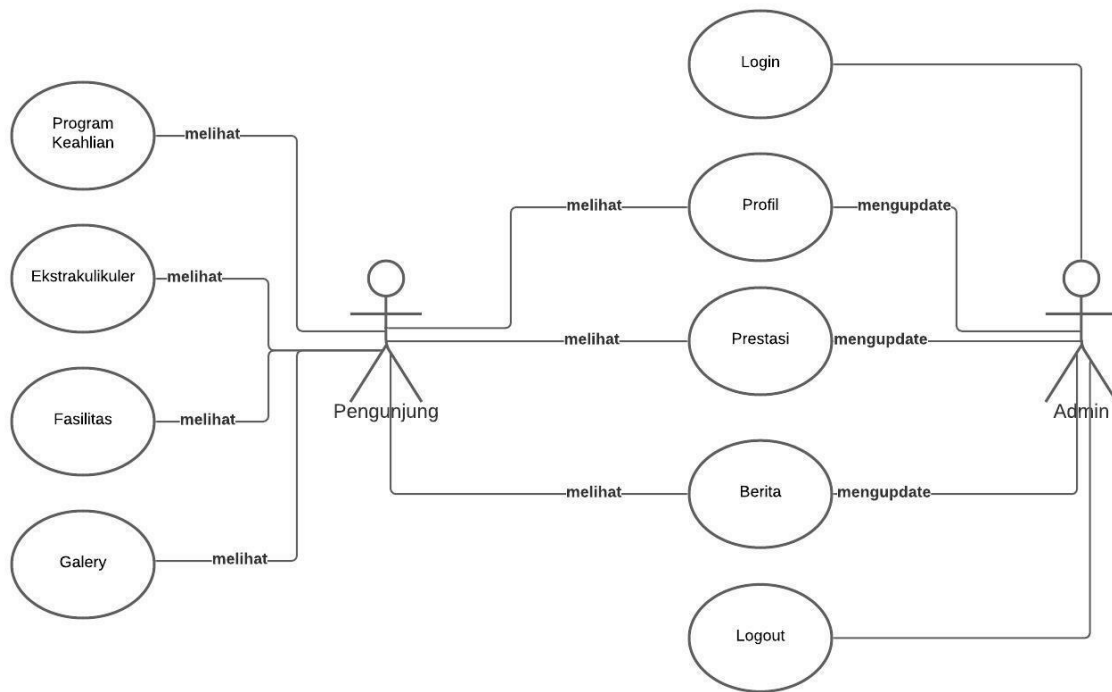 Login
Program
Keahlian
melihat
melihat
Profil
mengupdate
Ekstrakulikuler
melihat
melihat
Prestasi
mengupdate
Pengunjung
Admin
Fasilitas
melihat
melihat
Berita
mengupdate
Galery
melihat
Logout